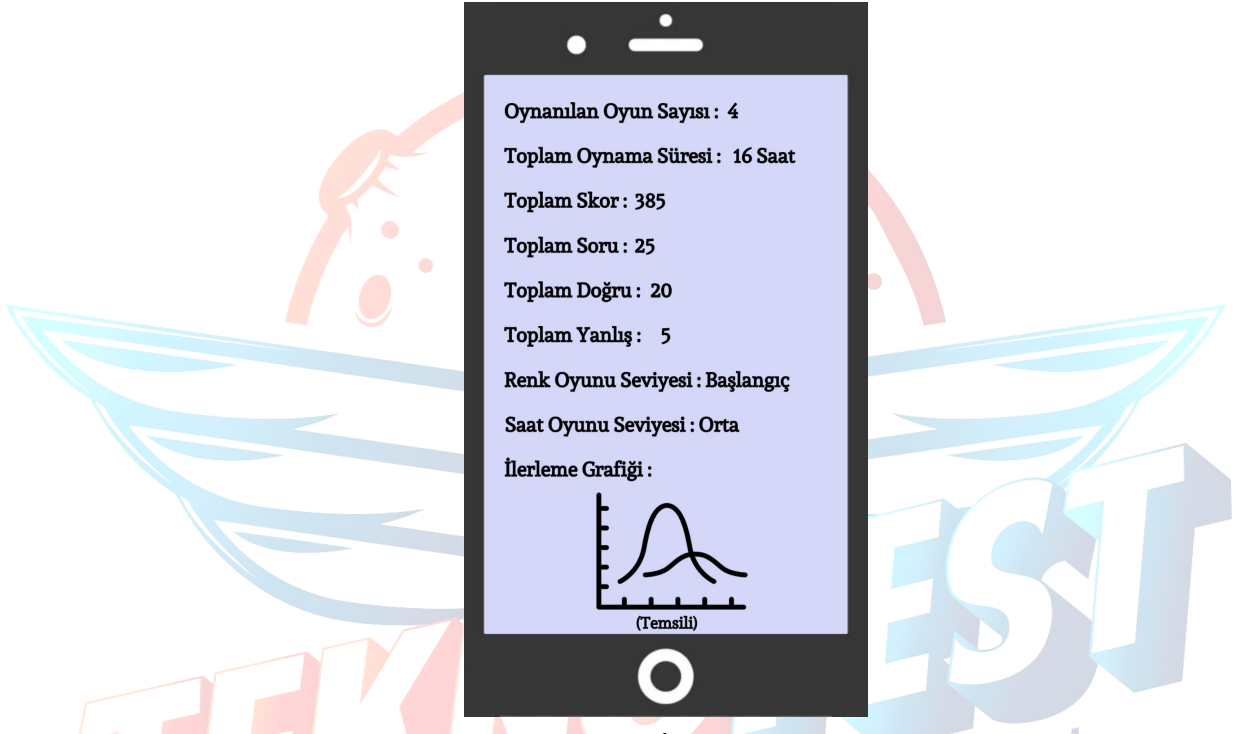 Oynanılan Oyun Sayısı : 4
Toplam Oynama Süresi : 16 Saat
Toplam Skor : 385
Toplam Soru : 25
Toplam Doğru : 20
Toplam Yanlış : 5
Renk Oyunu Seviyesi : Başlangıç
Saat Oyunu Seviyesi : Orta
İlerleme Grafiği :
(Temsili)